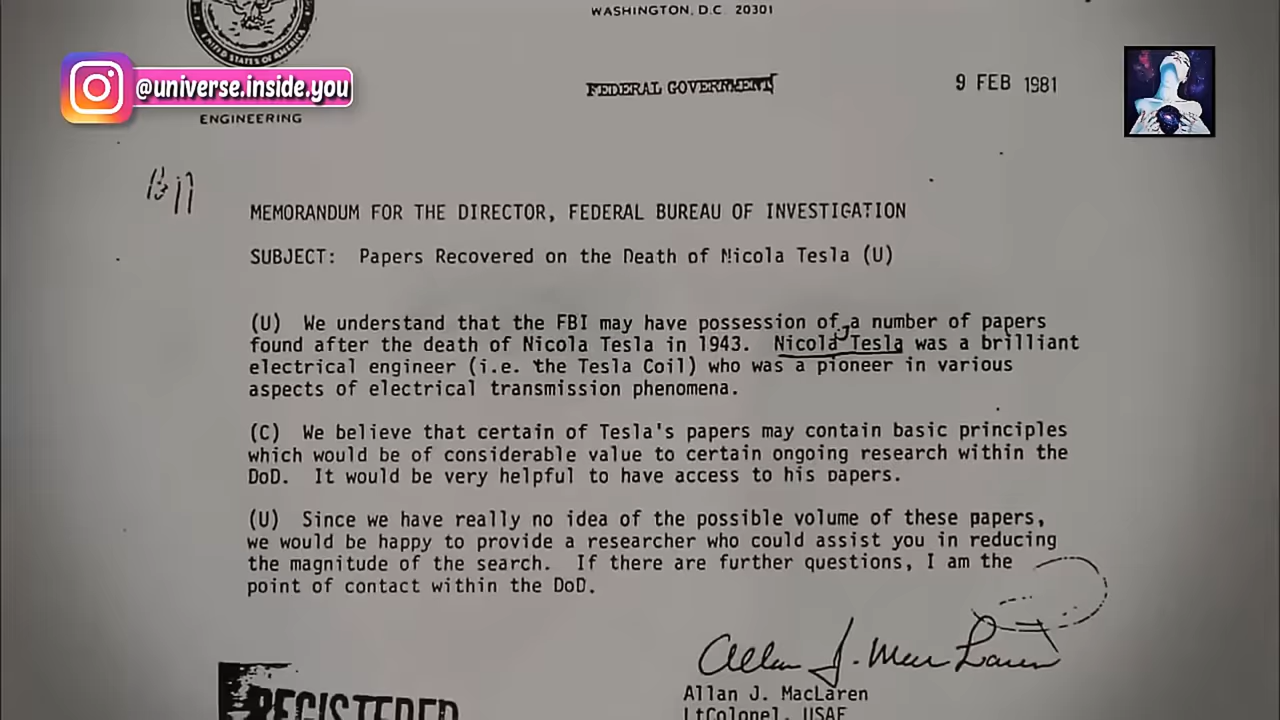 WASHINGTON, D.C. 20301
UNITED STATES OF AMERICA
@universe.inside.you
ENGINEERING
FEDERAL GOVERNMENT
9 FEB 1981
MEMORANDUM FOR THE DIRECTOR, FEDERAL BUREAU OF INVESTIGATION
SUBJECT: Papers Recovered on the Death of Nicola Tesla (U)
(U) We understand that the FBI may have possession of a number of papers
found after the death of Nicola Tesla in 1943. Nicola Tesla was a brilliant
electrical engineer (i.e. the Tesla Coil) who was a pioneer in various
aspects of electrical transmission phenomena.
(C) We believe that certain of Tesla's papers may contain basic principles
which would be of considerable value to certain ongoing research within the
DoD. It would be very helpful to have access to his papers.
(U) Since we have really no idea of the possible volume of these papers,
we would be happy to provide a researcher who could assist you in reducing
the magnitude of the search. If there are further questions, I am the
point of contact within the DoD.
Allan J. MacLaren
Allan J. MacLaren
LtColonel, USAF
REGISTERED